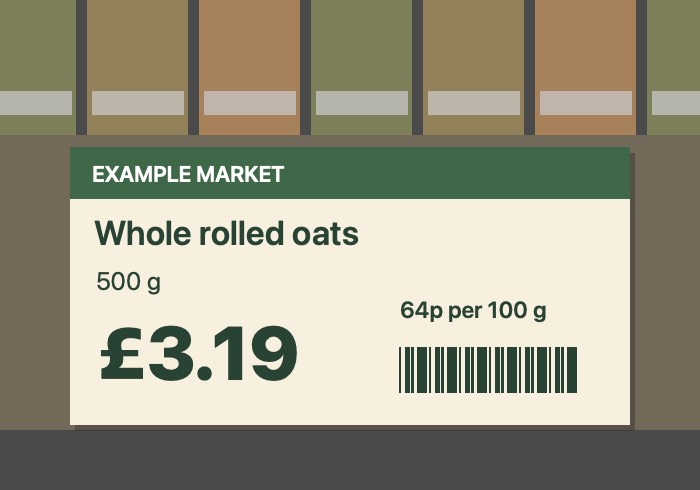 EXAMPLE MARKET
Whole rolled oats
500 g
64p per 100 g
£3.19